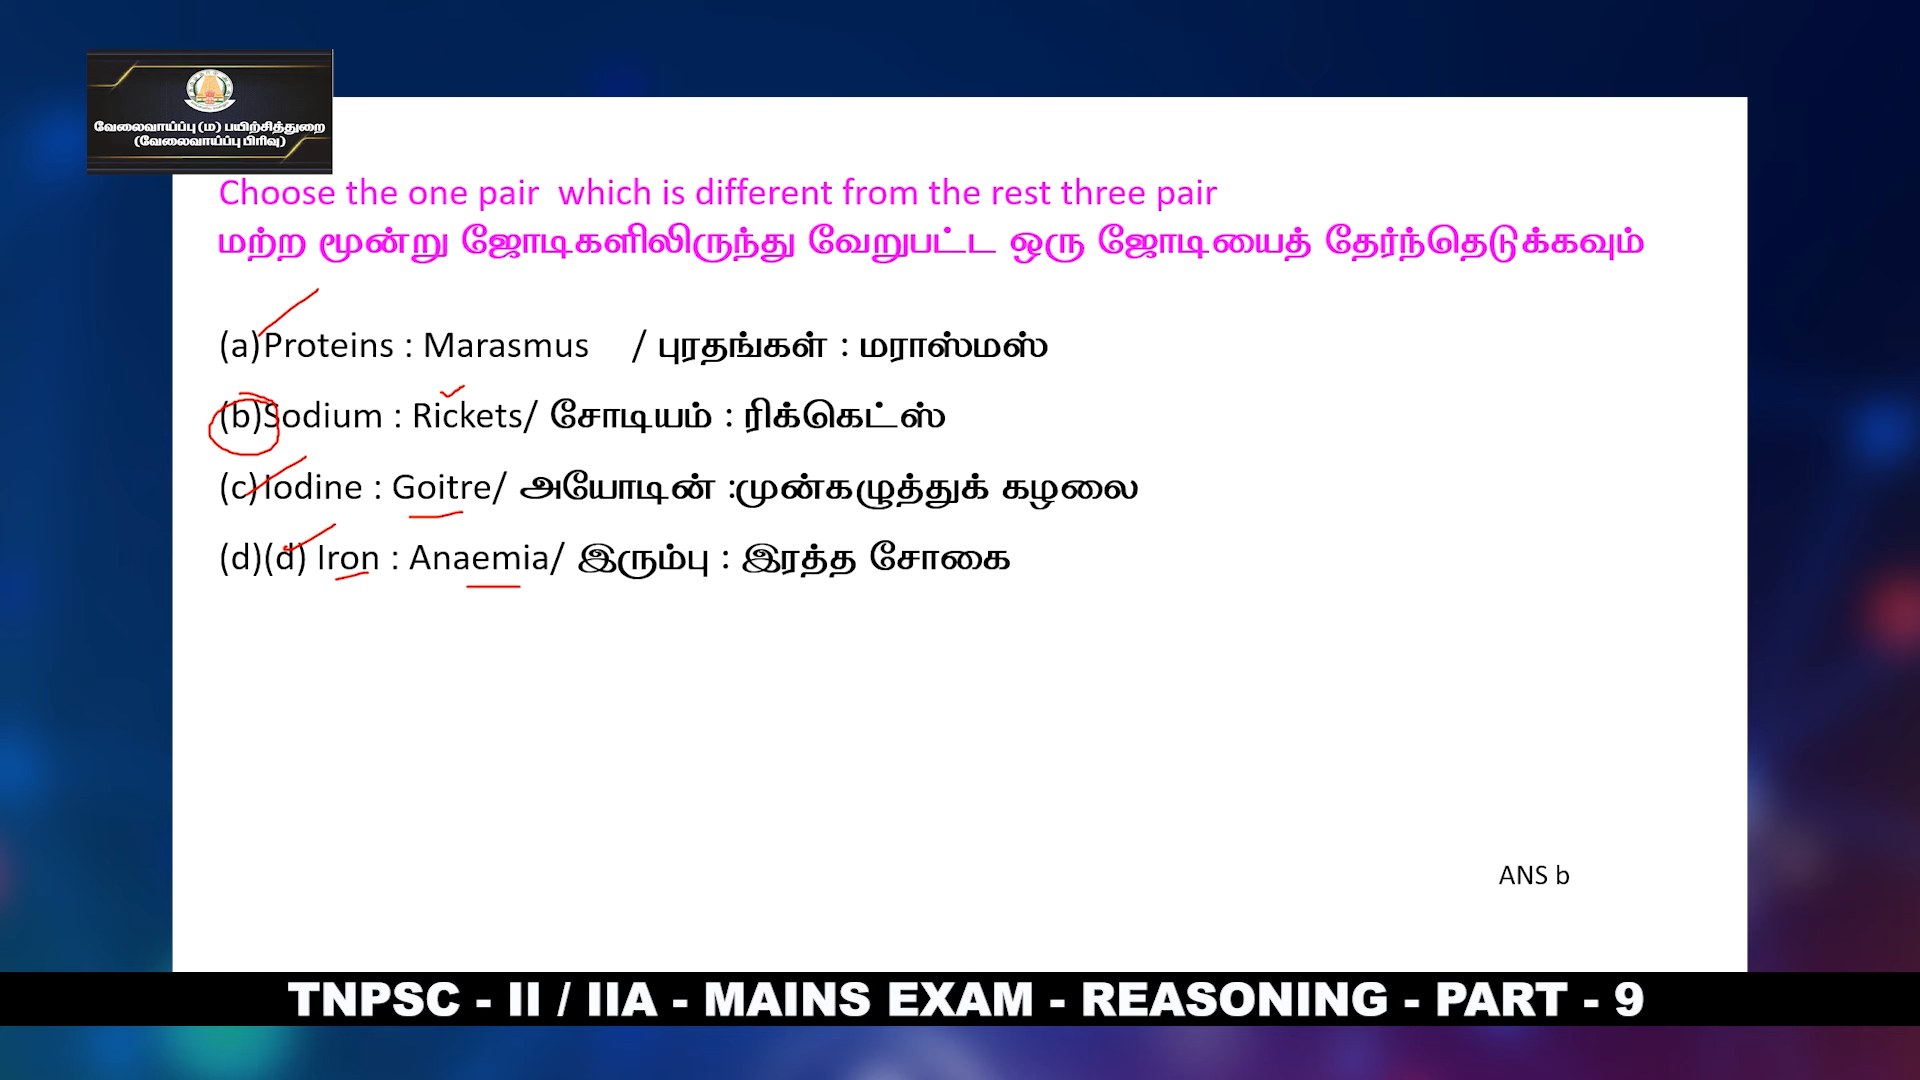 வேலைவாய்ப்பு (ம) பயிற்சித்துறை
(வேலைவாய்ப்பு பிரிவு)
Choose the one pair which is different from the rest three pair
மற்ற மூன்று ஜோடிகளிலிருந்து வேறுபட்ட ஒரு ஜோடியைத் தேர்ந்தெடுக்கவும்
(a)Proteins : Marasmus / புரதங்கள் : மராஸ்மஸ்
(b)Sodium : Rickets/ சோடியம் : ரிக்கெட்ஸ்
(c)Iodine : Goitre/ அயோடின் :முன்கழுத்துக் கழலை
(d)(d) Iron : Anaemia/ இரும்பு : இரத்த சோகை
ANS b
TNPSC - II / IIA - MAINS EXAM - REASONING - PART - 9